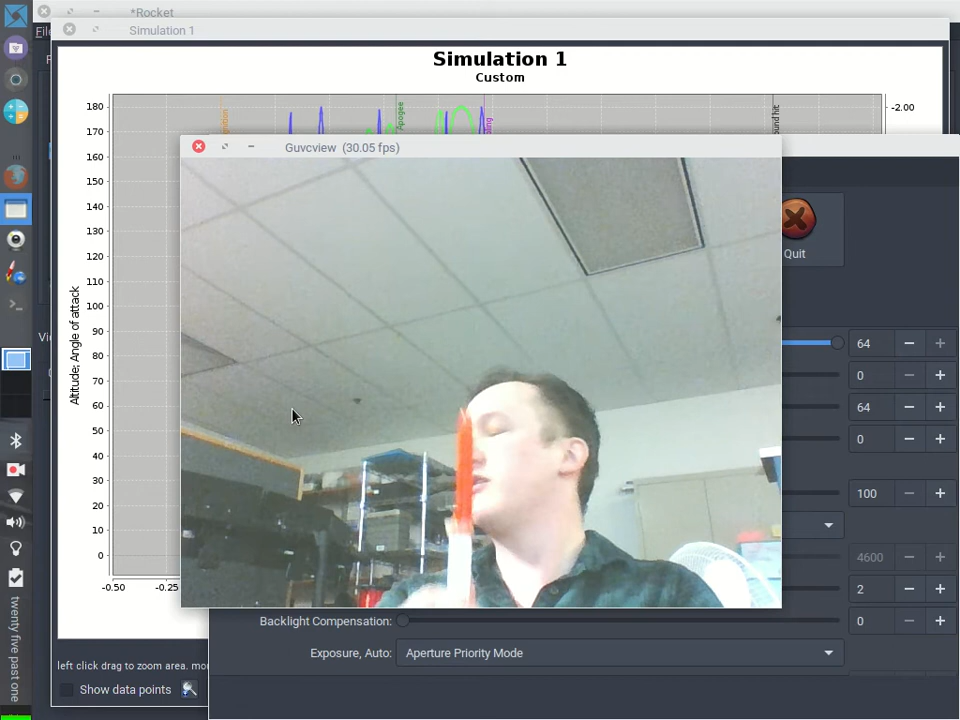 *Rocket
File
Simulation 1
Simulation 1
Custom
180
170
160
150
140
130
120
110
100
90
80
70
60
50
40
30
20
10
0
Altitude; Angle of attack
Apogee
-2.00
-0.50
-0.25
Guvcview (30.05 fps)
Quit
64
0
64
0
100
4600
2
Backlight Compensation:
0
Exposure, Auto:
Aperture Priority Mode
left click drag to zoom area.
Show data points
twenty five past one